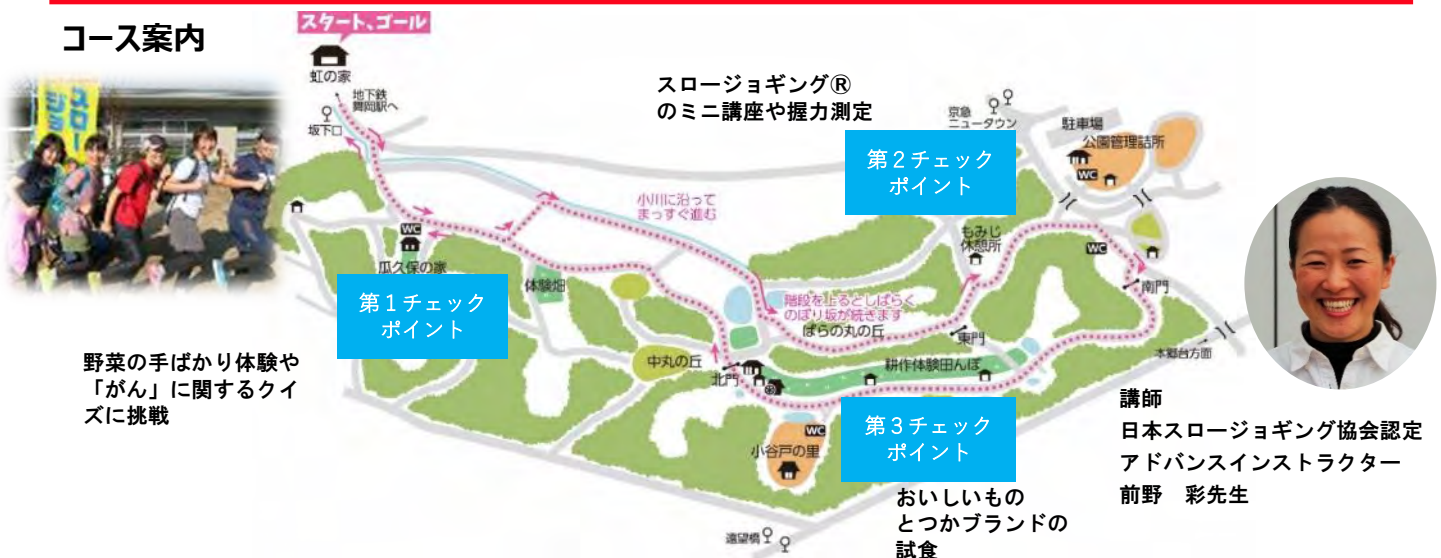 コース案内
スタート、ゴール
虹の家
地下鉄
舞岡駅へ
坂下口
スロージョギング®
のミニ講座や握力測定
京急
ニュータウン
駐車場
公園管理詰所
WC
第２チェック
ポイント
小川に沿って
まっすぐ進む
もみじ
休憩所
WC
WC
瓜久保の家
体験畑
第１チェック
ポイント
階段を上るとしばらく
のぼり坂が続きます
ばらの丸の丘
東門
南門
本郷台方面
野菜の手ばかり体験や
「がん」に関するクイ
ズに挑戦
中丸の丘
北門
耕作体験田んぼ
WC
小谷戸の里
第３チェック
ポイント
講師
日本スロージョギング協会認定
アドバンスインストラクター
前野　彩先生
おいしいもの
とつかブランドの
試食
遠望橋